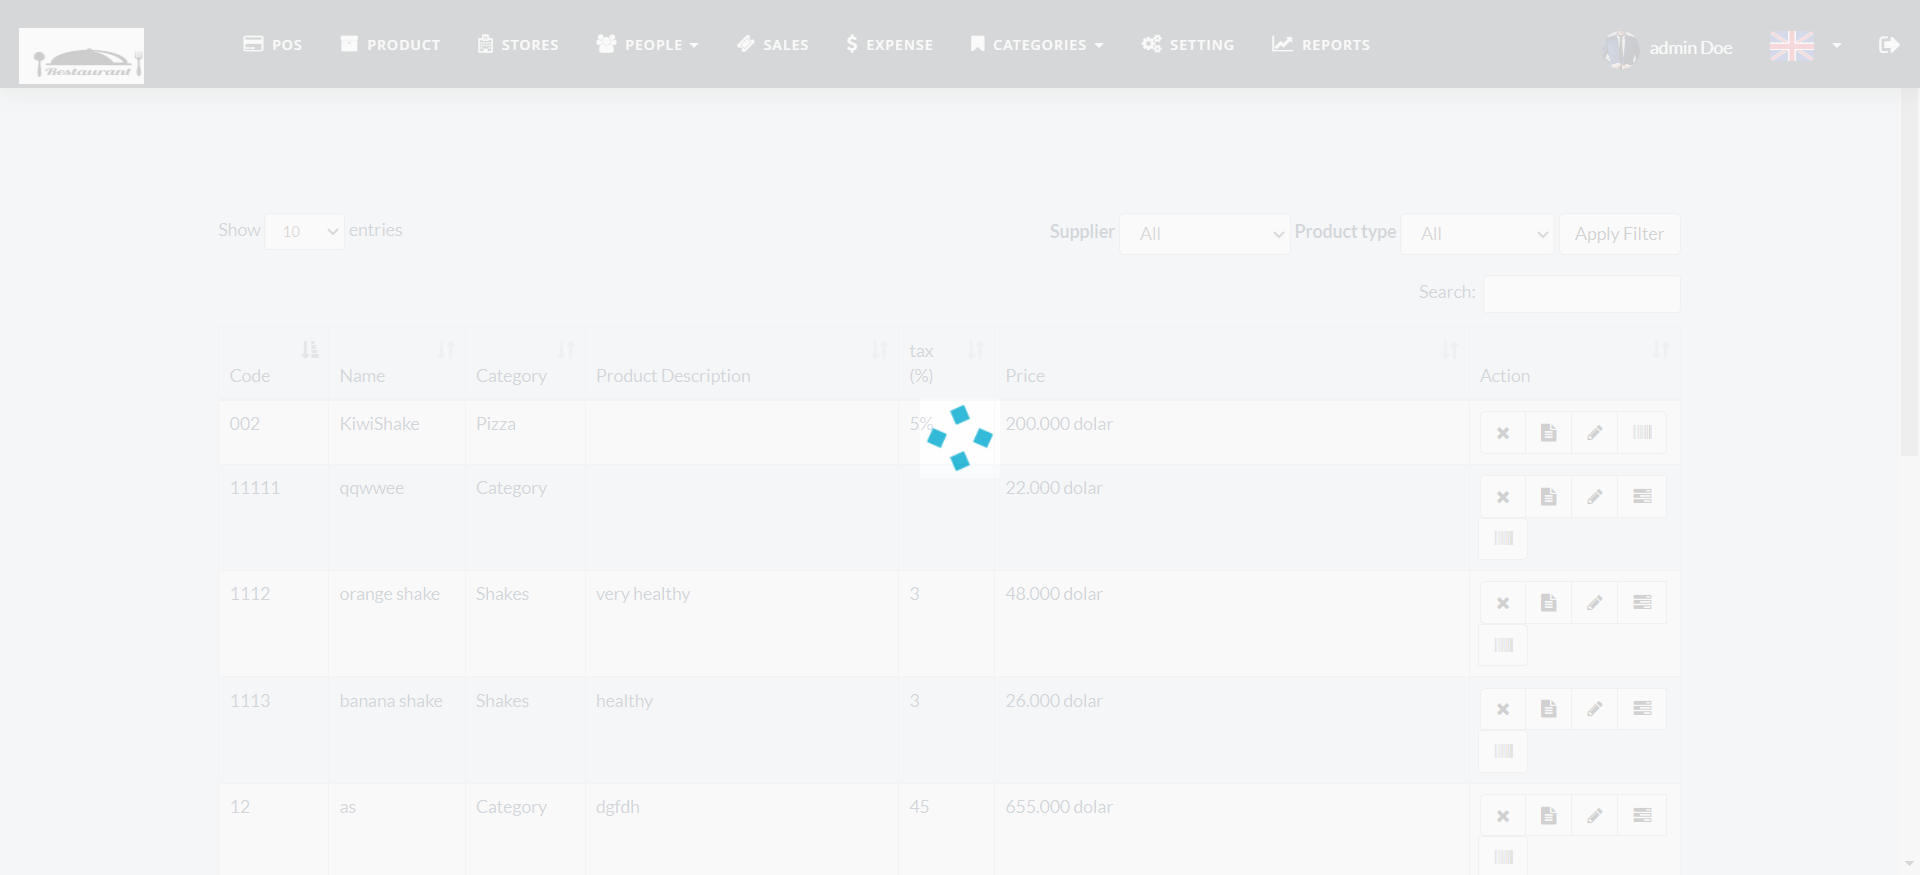 Restaurant POS PRODUCT STORES PEOPLE SALES EXPENSE CATEGORIES SETTING REPORTS admin Doe
Show 10 entries Supplier All Product type All Apply Filter
Search:
Code Name Category Product Description tax (%) Price Action
002 KiwiShake Pizza 5% 200.000 dolar
11111 qqwwee Category 22.000 dolar
1112 orange shake Shakes very healthy 3 48.000 dolar
1113 banana shake Shakes healthy 3 26.000 dolar
12 as Category dgfdh 45 655.000 dolar